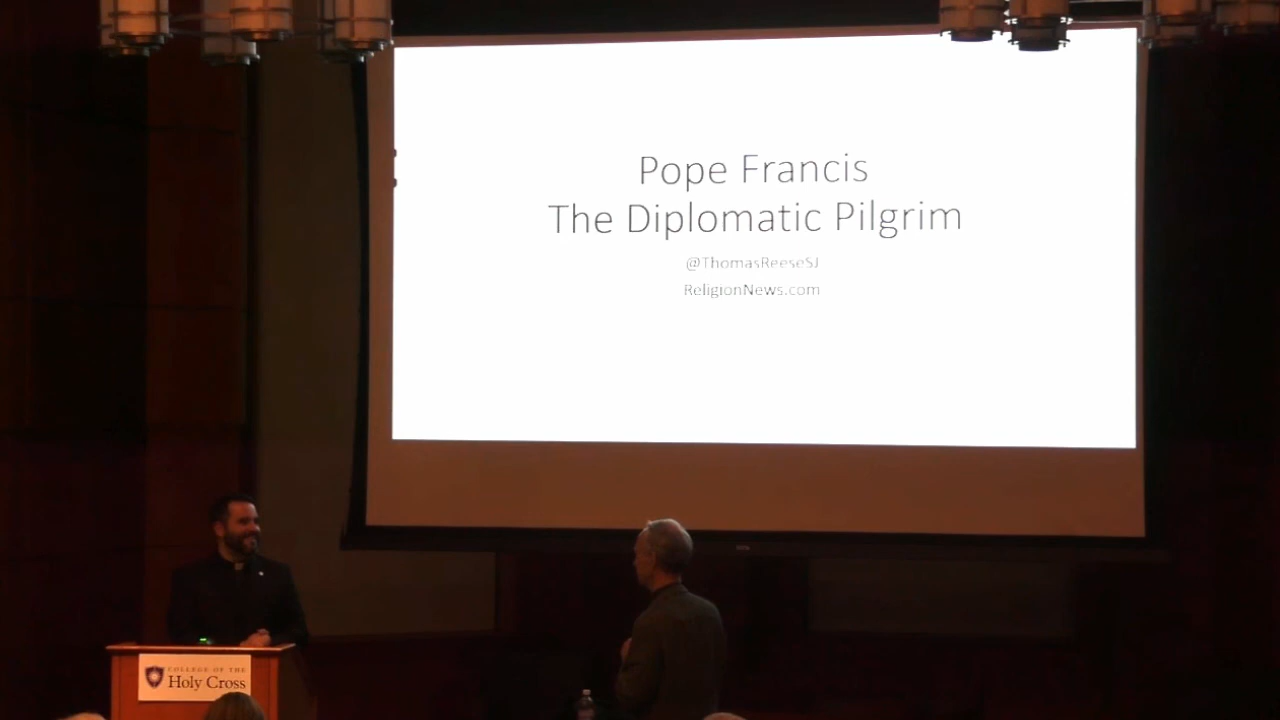 Pope Francis
The Diplomatic Pilgrim
@ThomasReeseSJ
ReligionNews.com
COLLEGE OF THE
Holy Cross